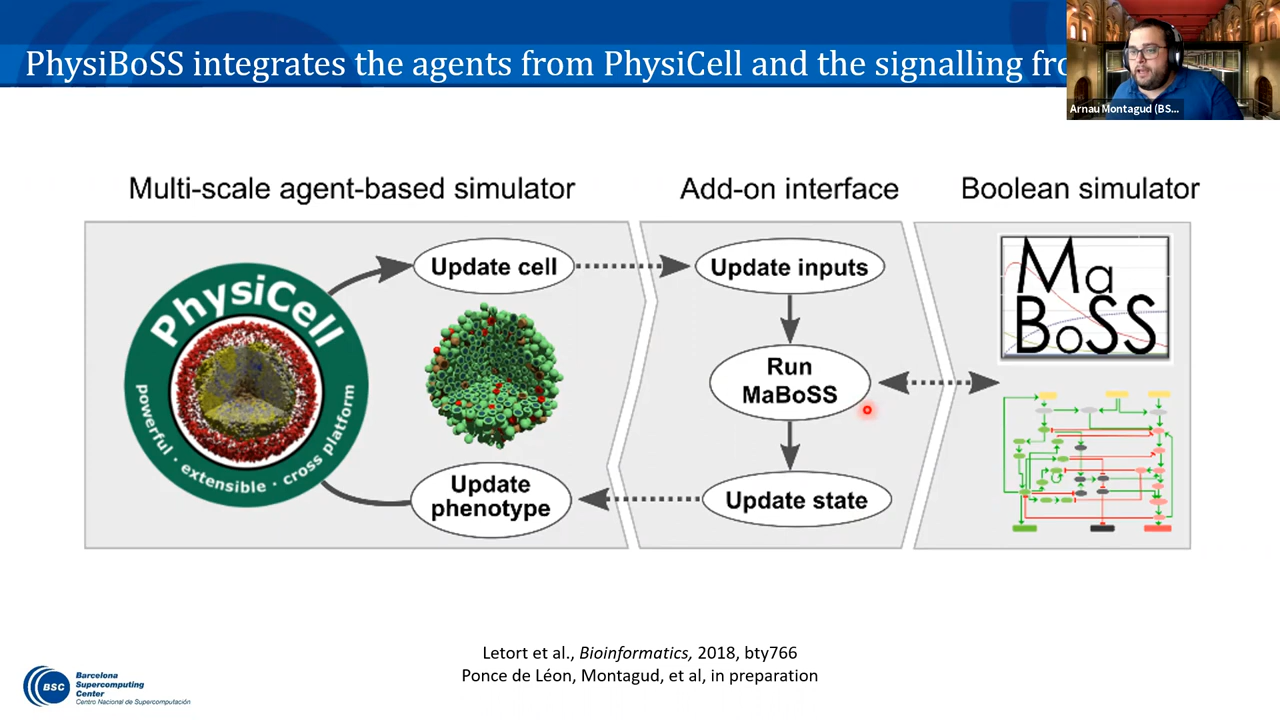 PhysiBoSS integrates the agents from PhysiCell and the signalling fro
Arnau Montagud (BS...
Multi-scale agent-based simulator
Add-on interface
Boolean simulator
PhysiCell
powerful · extensible · cross platform
Update cell
Update phenotype
Update inputs
Run
MaBoSS
Update state
Ma
BoSS
Letort et al., Bioinformatics, 2018, bty766
Ponce de Léon, Montagud, et al, in preparation
BSC
Barcelona
Supercomputing
Center
Centro Nacional de Supercomputación